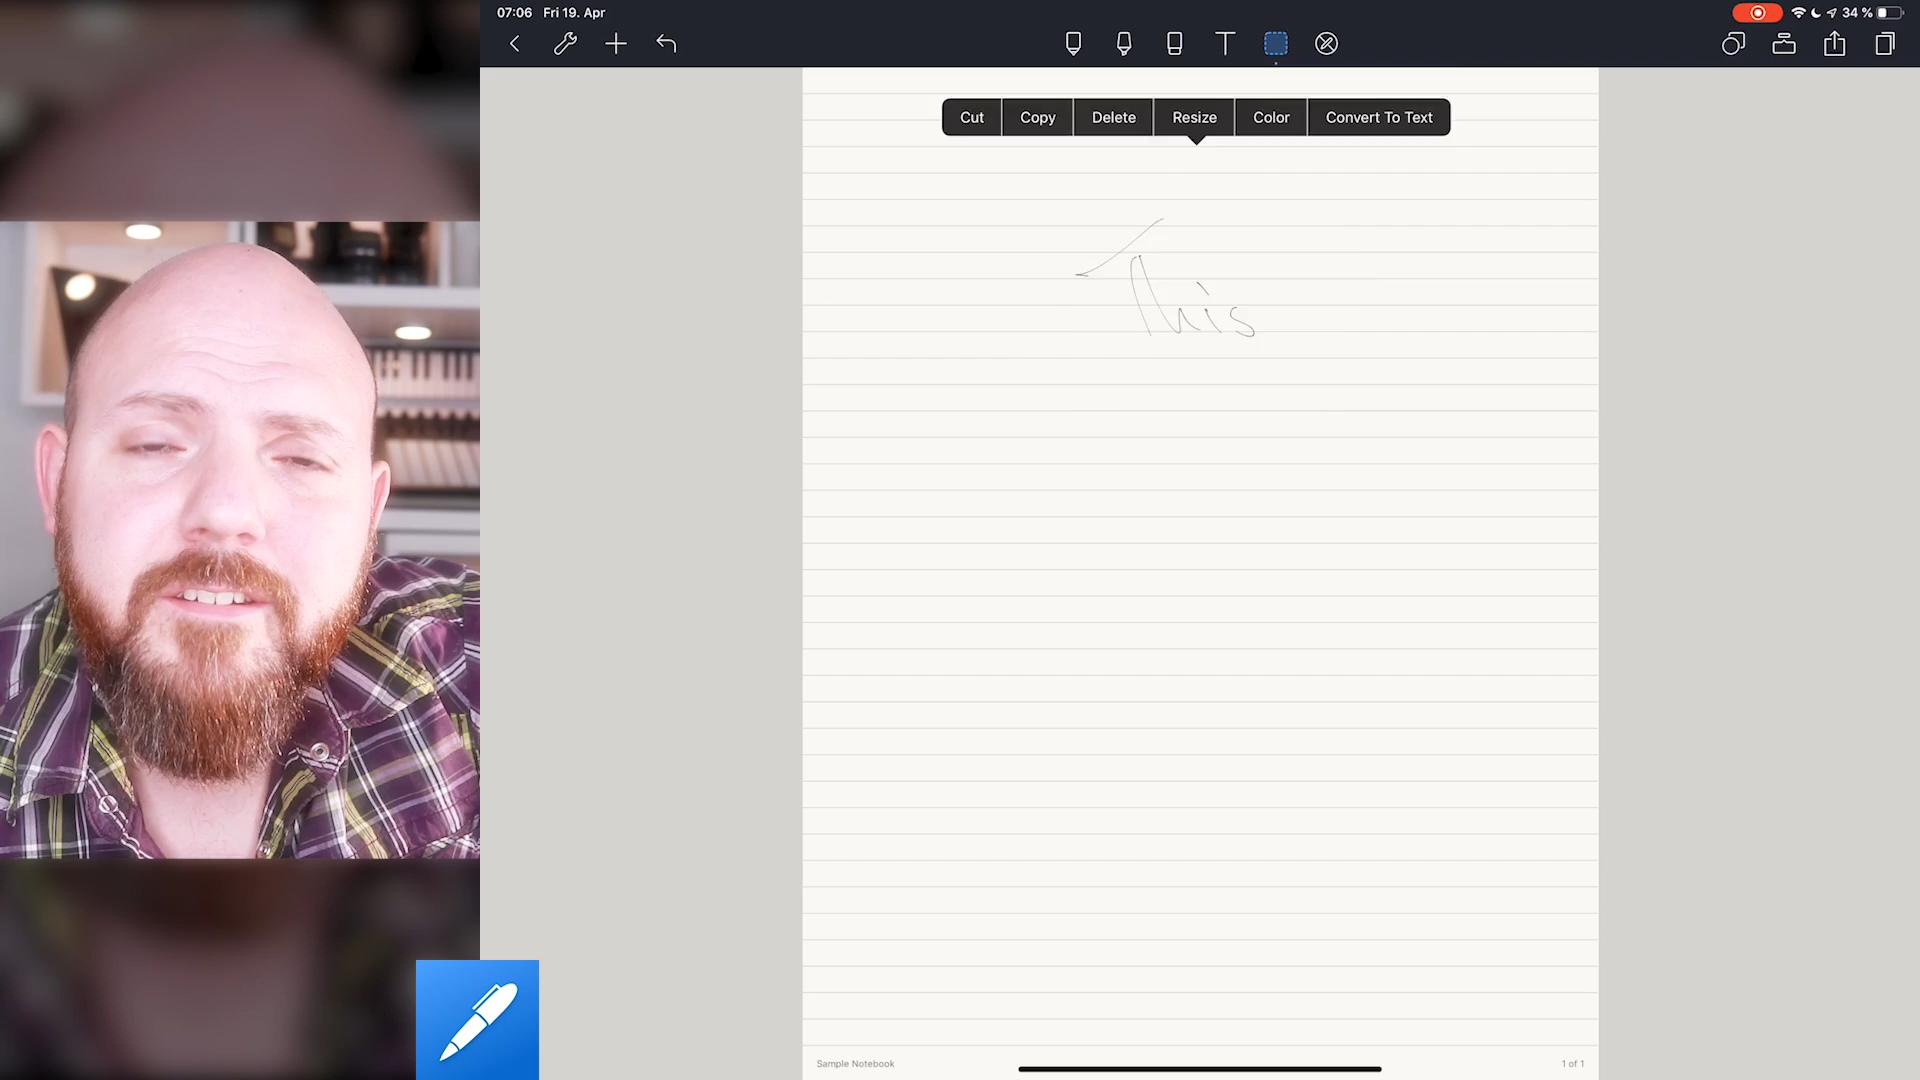 07:06 Fri 19. Apr
34 %
Cut Copy Delete Resize Color Convert To Text
This
Sample Notebook
1 of 1